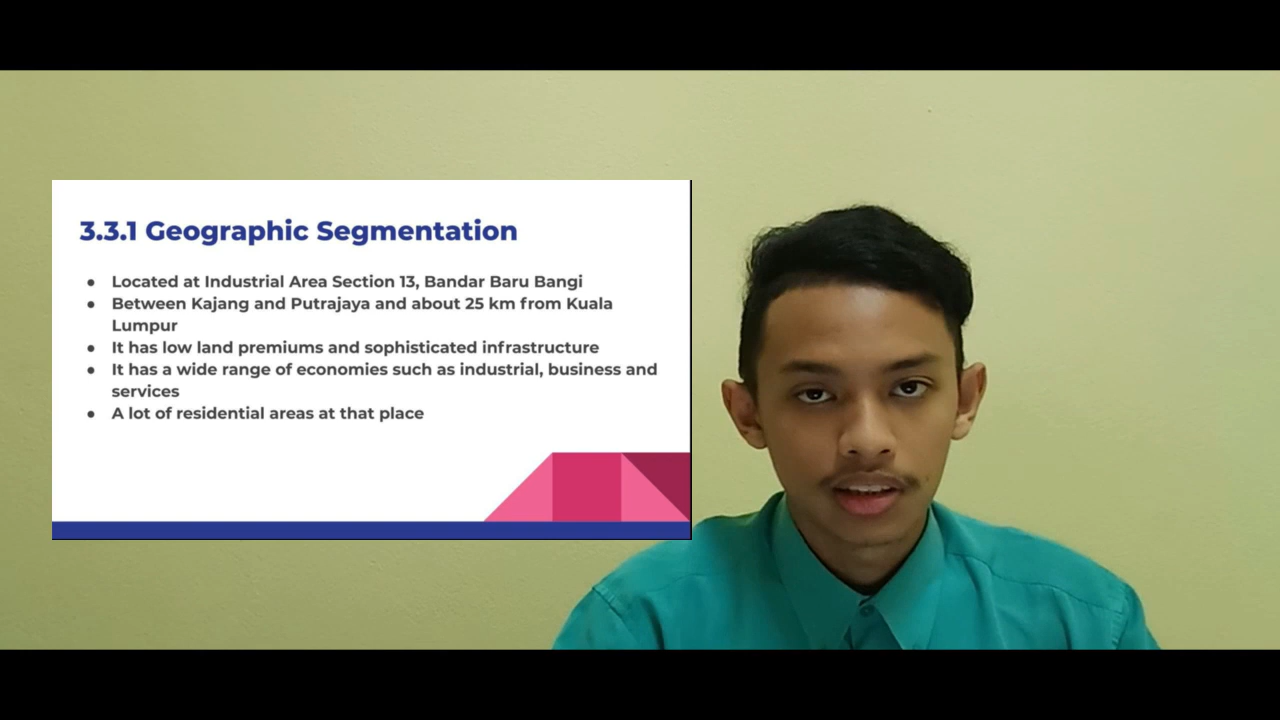 3.3.1 Geographic Segmentation
● Located at Industrial Area Section 13, Bandar Baru Bangi
● Between Kajang and Putrajaya and about 25 km from Kuala
Lumpur
● It has low land premiums and sophisticated infrastructure
● It has a wide range of economies such as industrial, business and
services
● A lot of residential areas at that place